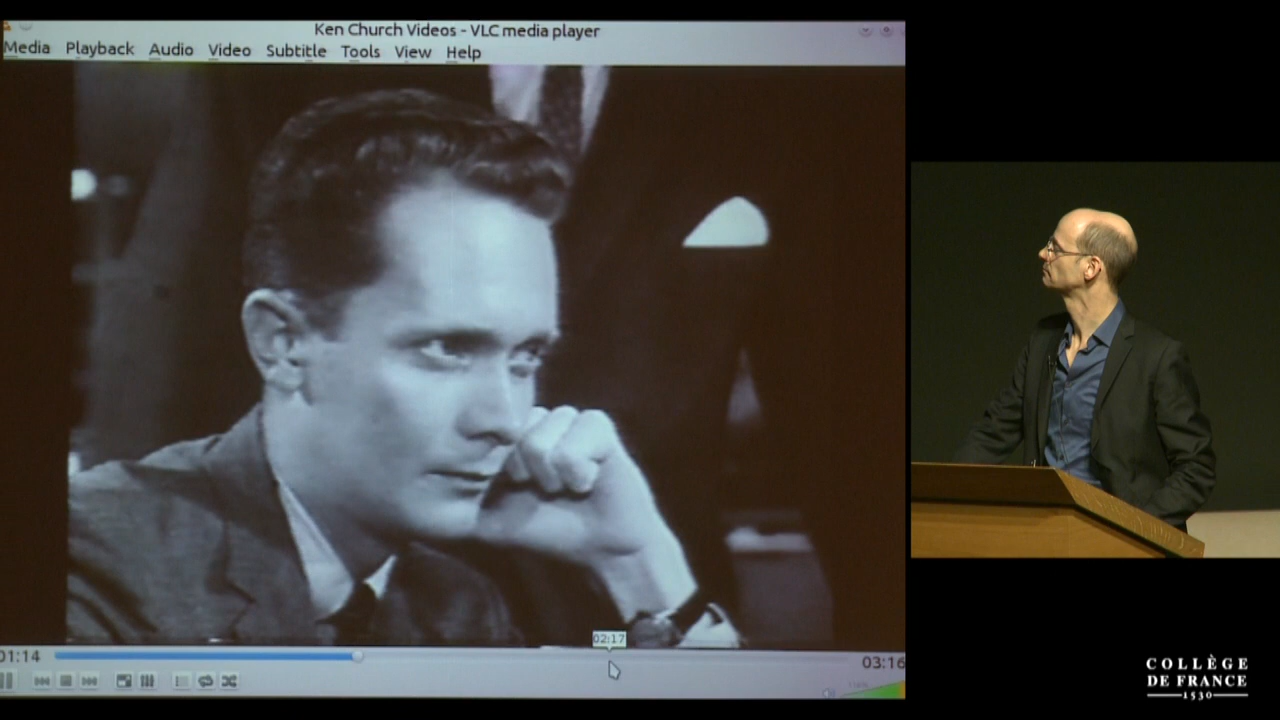 Ken Church Videos - VLC media player
Media Playback Audio Video Subtitle Tools View Help
02:17
01:14
03:16
COLLÈGE
DE FRANCE
1530